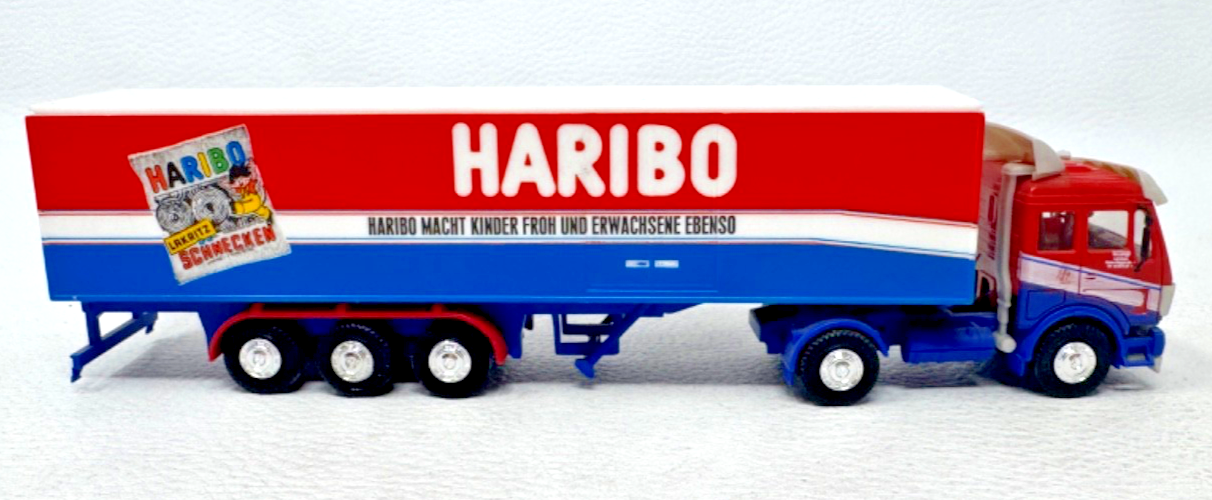 HARIBO
LAKRITZ
SCHNECKEN
HARIBO
HARIBO MACHT KINDER FROH UND ERWACHSENE EBENSO